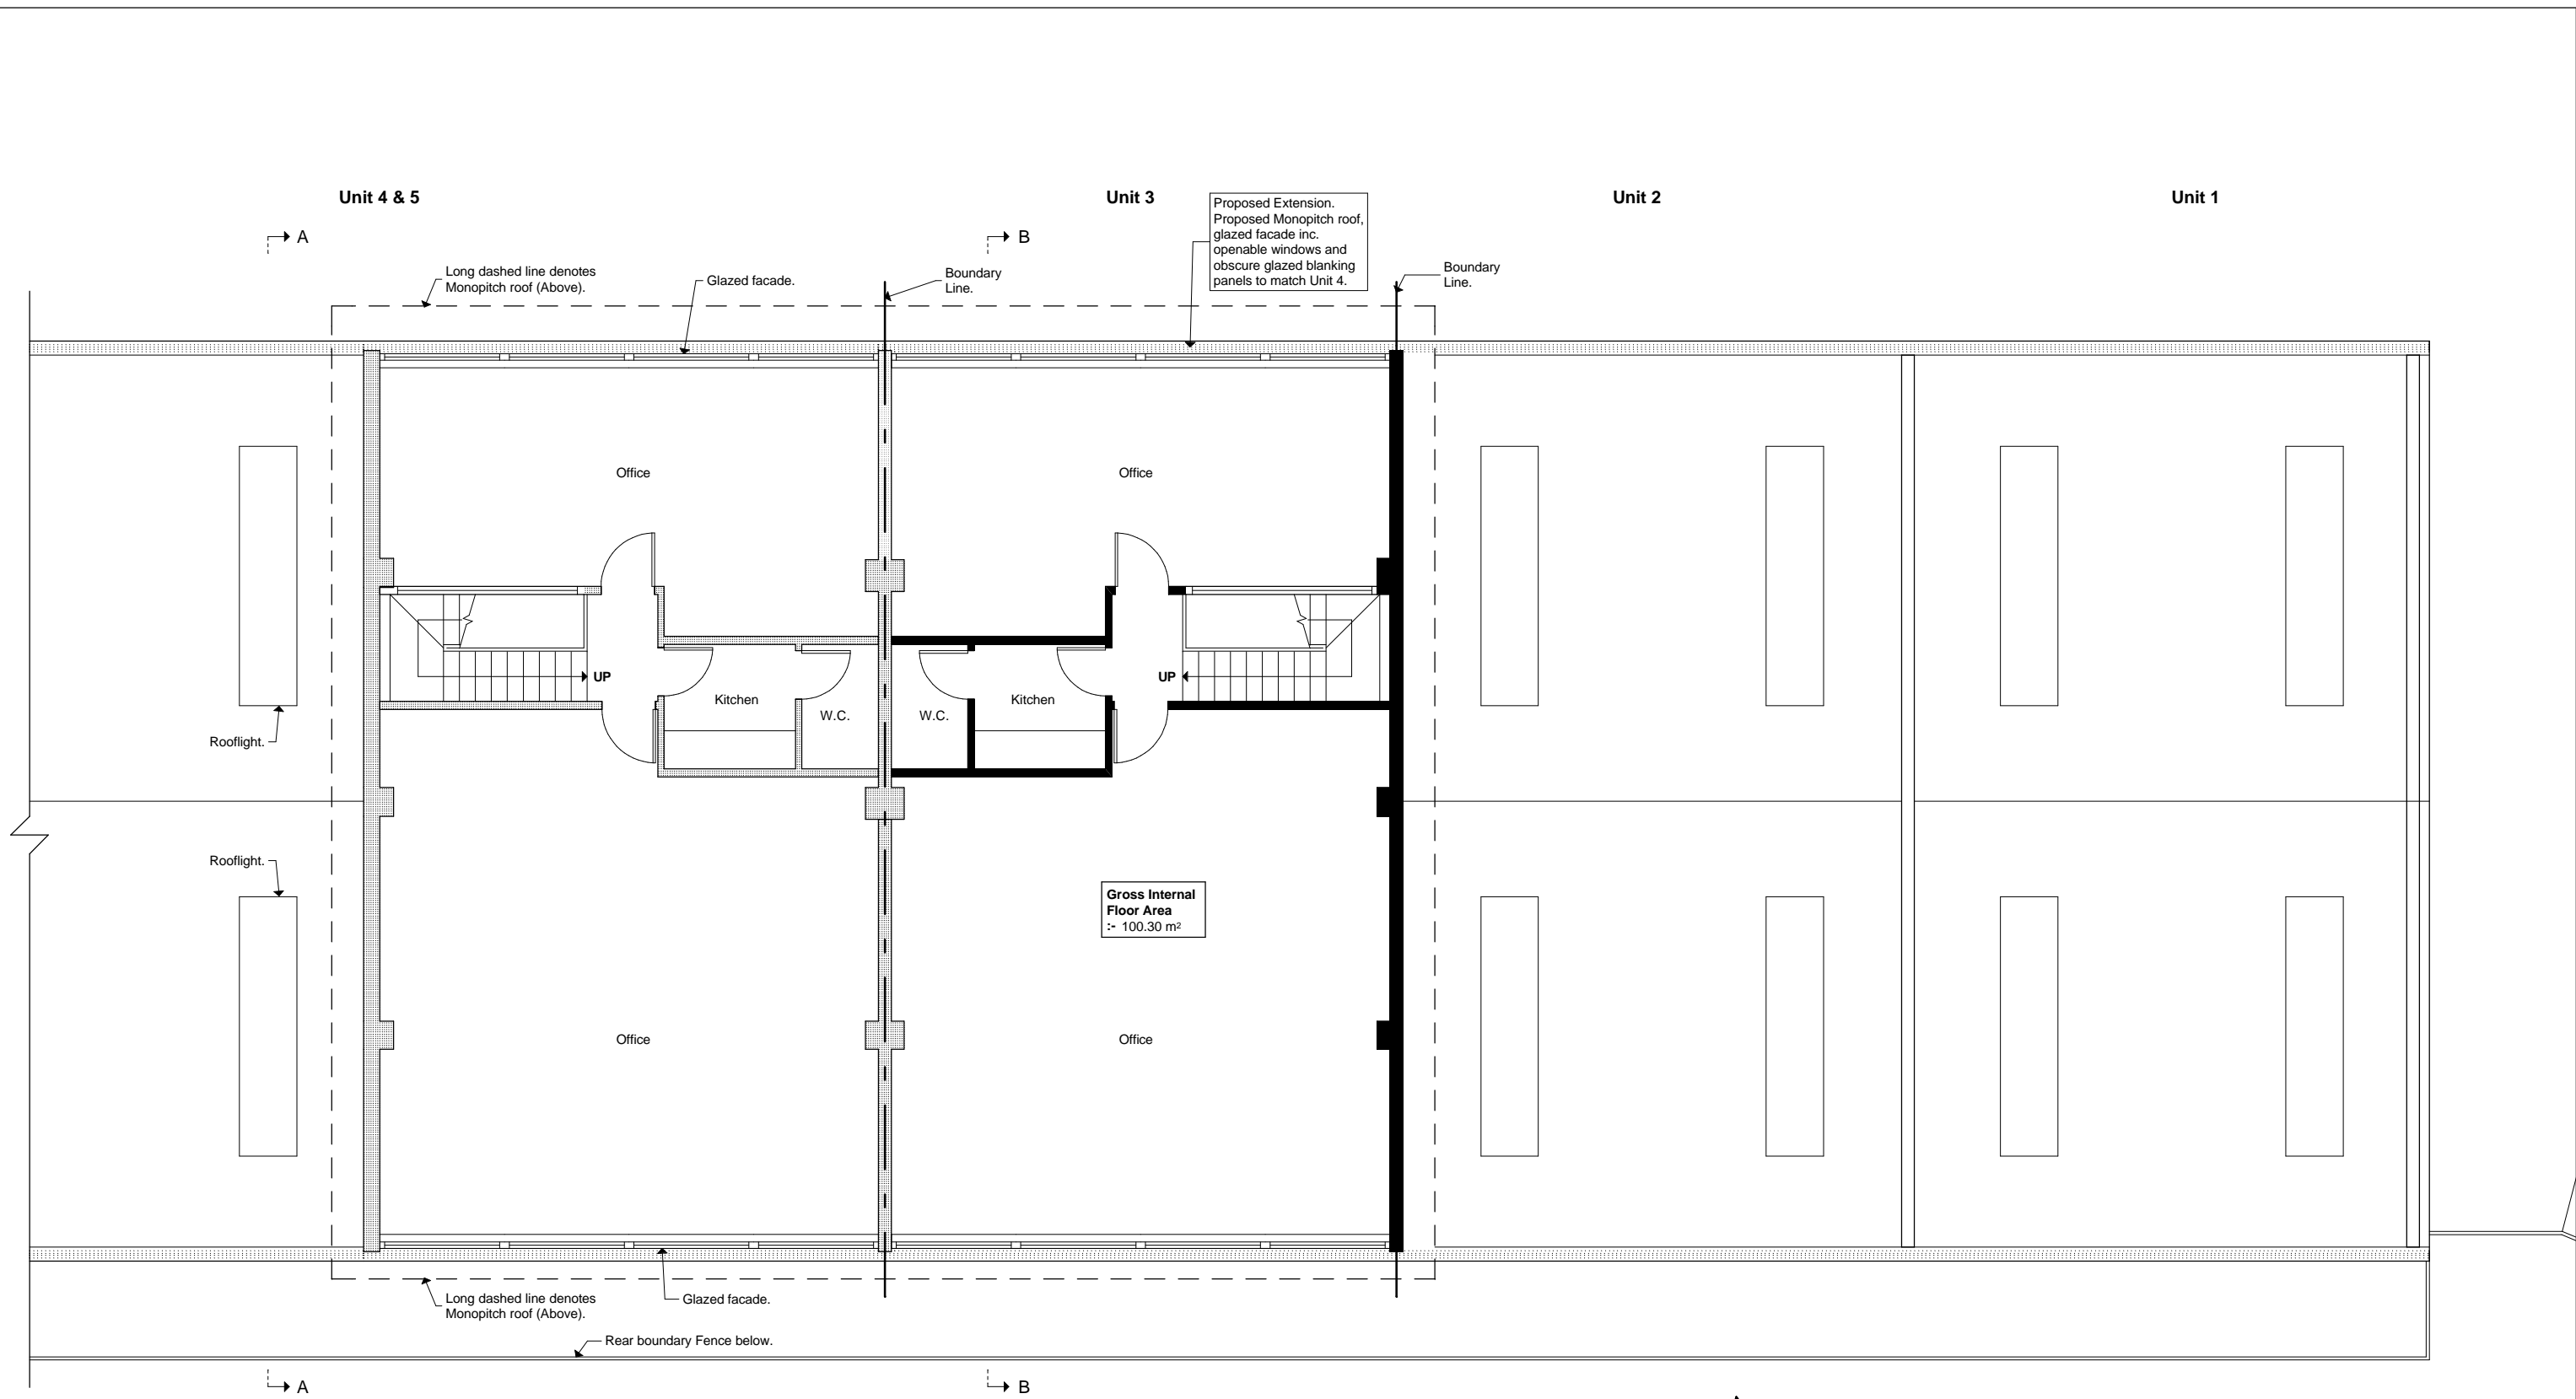 Unit 4 & 5
Unit 3
Unit 2
Unit 1
Proposed Extension.
Proposed Monopitch roof,
glazed facade inc.
openable windows and
obscure glazed blanking
panels to match Unit 4.
A
B
Long dashed line denotes
Monopitch roof (Above).
Glazed facade.
Boundary
Line.
Boundary
Line.
Office
Office
UP
Kitchen
W.C.
W.C.
Kitchen
UP
Rooflight.
Rooflight.
Gross Internal
Floor Area
:- 100.30 m²
Office
Office
Long dashed line denotes
Monopitch roof (Above).
Glazed facade.
Rear boundary Fence below.
A
B